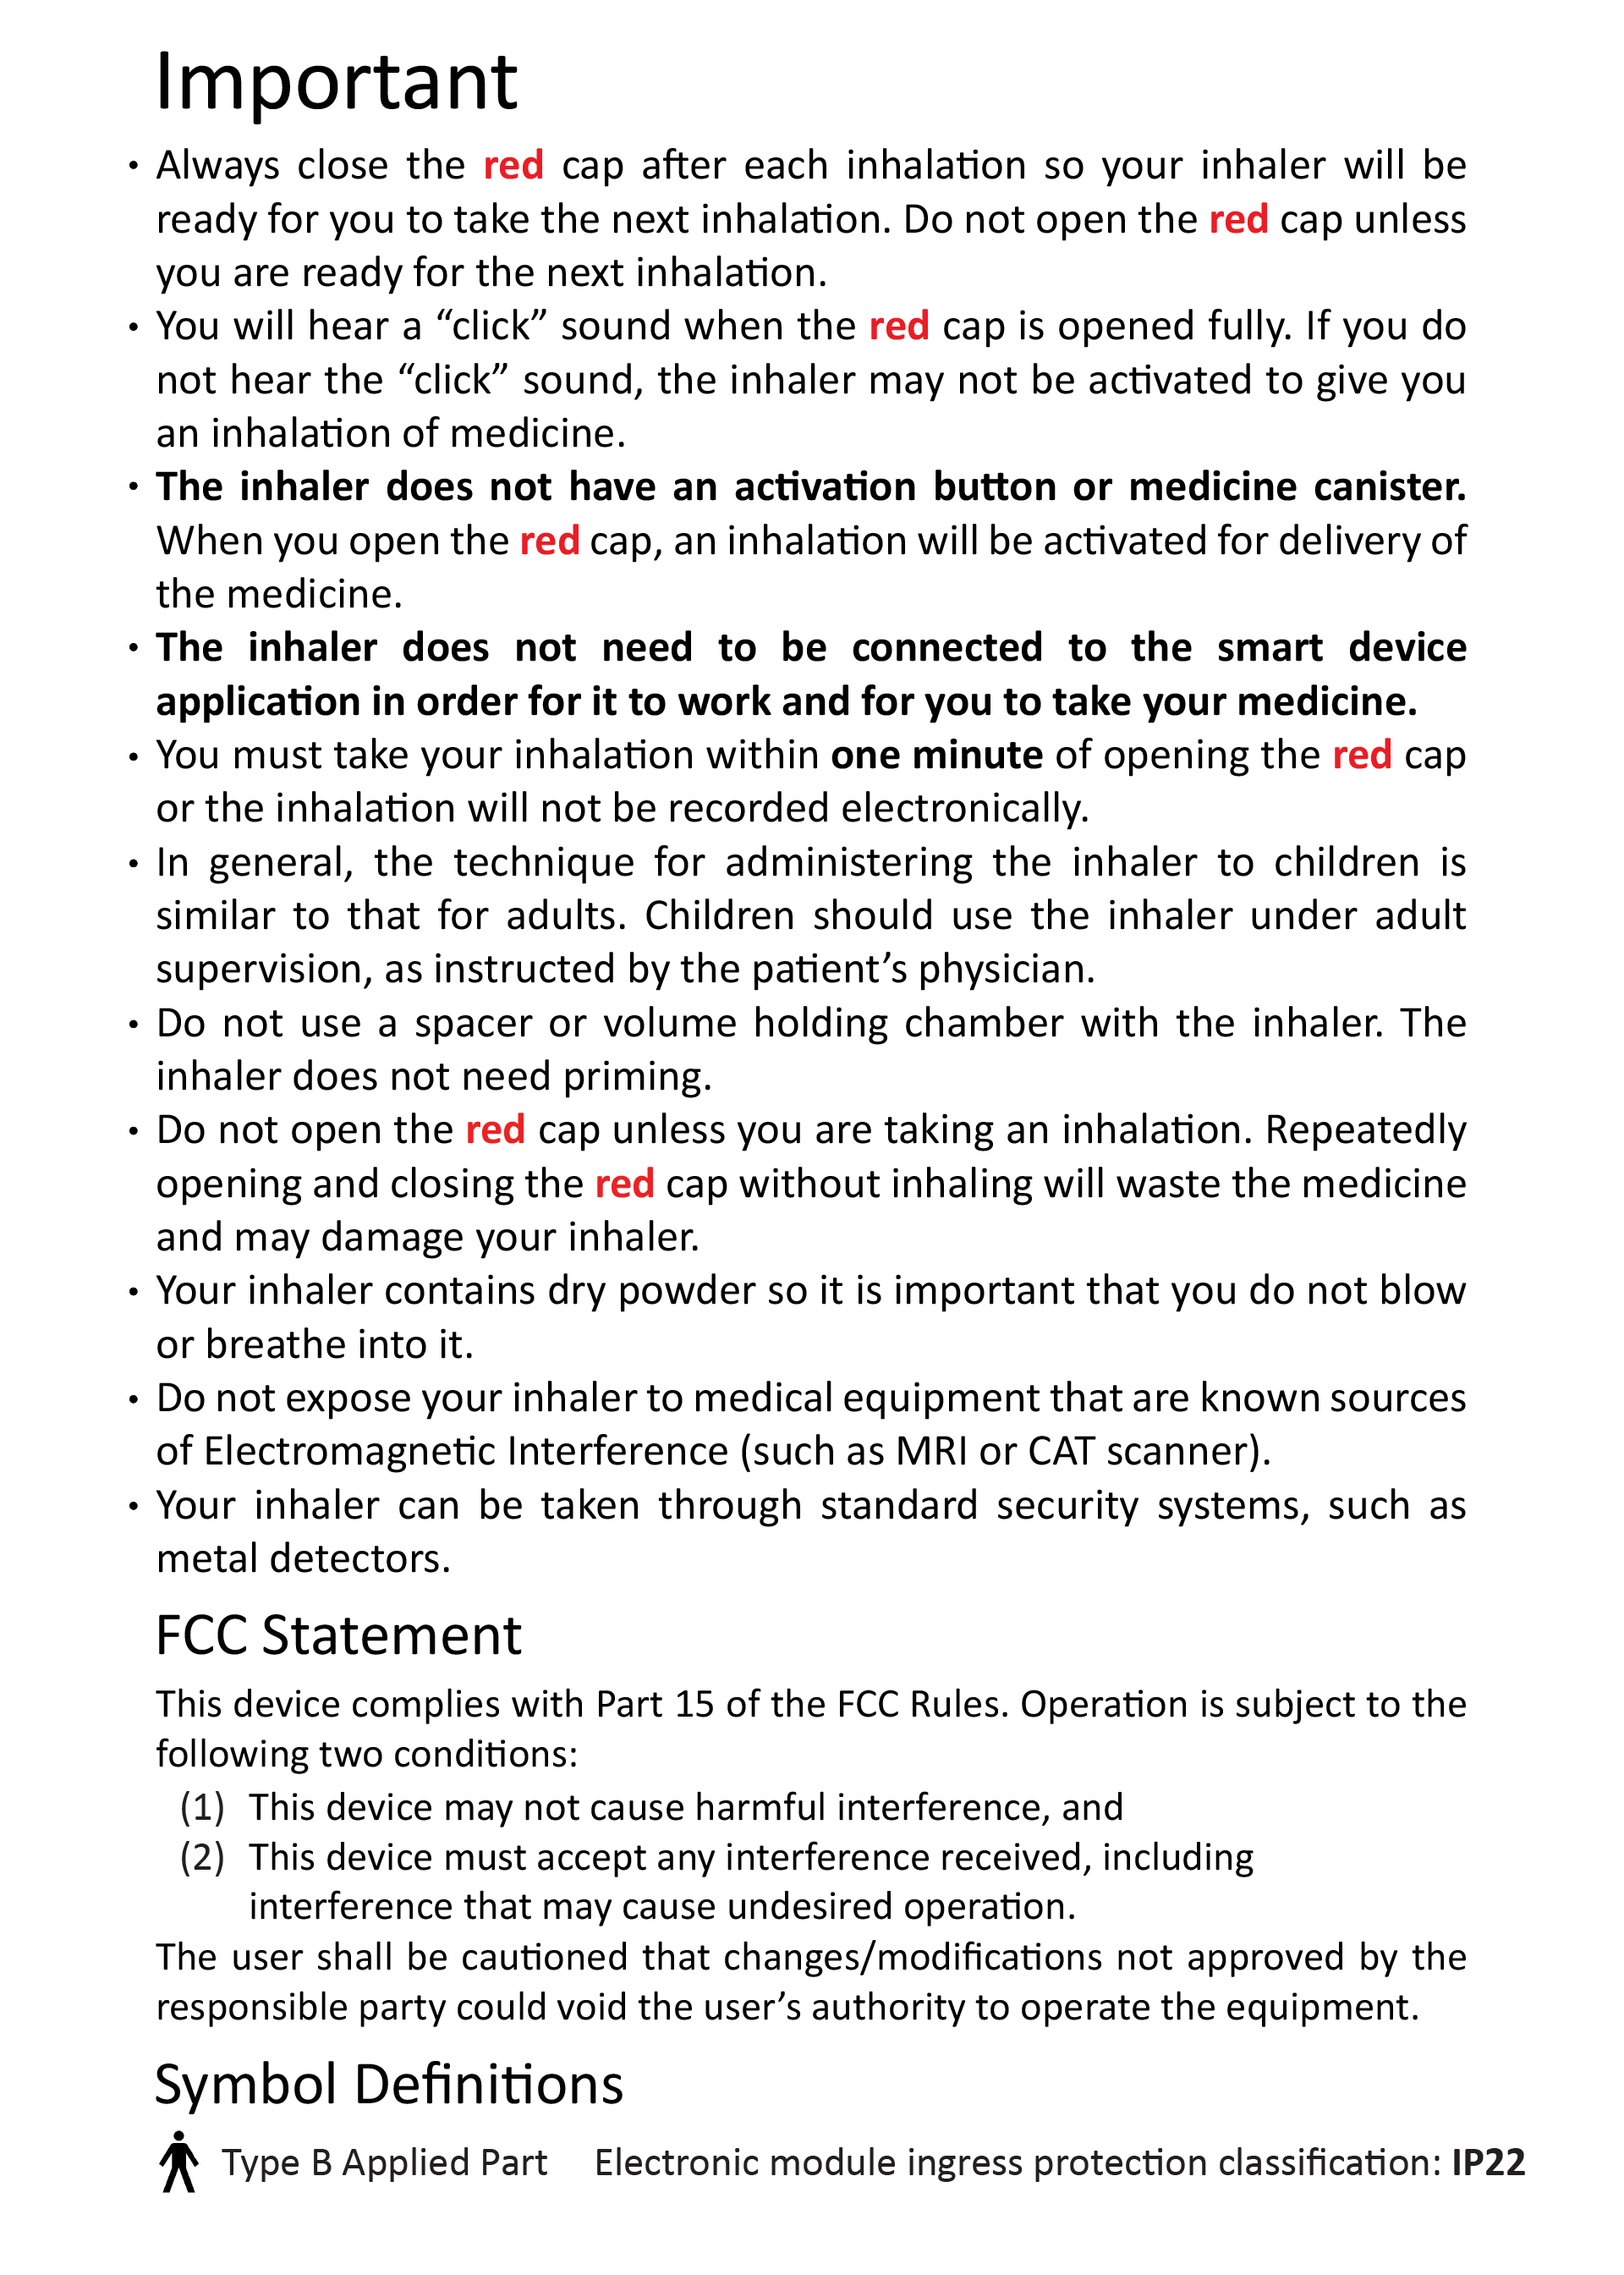 Important
• Always close the red cap after each inhalation so your inhaler will be
ready for you to take the next inhalation. Do not open the red cap unless
you are ready for the next inhalation.
• You will hear a “click” sound when the red cap is opened fully. If you do
not hear the “click” sound, the inhaler may not be activated to give you
an inhalation of medicine.
• The inhaler does not have an activation button or medicine canister.
When you open the red cap, an inhalation will be activated for delivery of
the medicine.
• The inhaler does not need to be connected to the smart device
application in order for it to work and for you to take your medicine.
• You must take your inhalation within one minute of opening the red cap
or the inhalation will not be recorded electronically.
• In general, the technique for administering the inhaler to children is
similar to that for adults. Children should use the inhaler under adult
supervision, as instructed by the patient’s physician.
• Do not use a spacer or volume holding chamber with the inhaler. The
inhaler does not need priming.
• Do not open the red cap unless you are taking an inhalation. Repeatedly
opening and closing the red cap without inhaling will waste the medicine
and may damage your inhaler.
• Your inhaler contains dry powder so it is important that you do not blow
or breathe into it.
• Do not expose your inhaler to medical equipment that are known sources
of Electromagnetic Interference (such as MRI or CAT scanner).
• Your inhaler can be taken through standard security systems, such as
metal detectors.
FCC Statement
This device complies with Part 15 of the FCC Rules. Operation is subject to the
following two conditions:
(1) This device may not cause harmful interference, and
(2) This device must accept any interference received, including
interference that may cause undesired operation.
The user shall be cautioned that changes/modifications not approved by the
responsible party could void the user’s authority to operate the equipment.
Symbol Definitions
Type B Applied Part Electronic module ingress protection classification: IP22